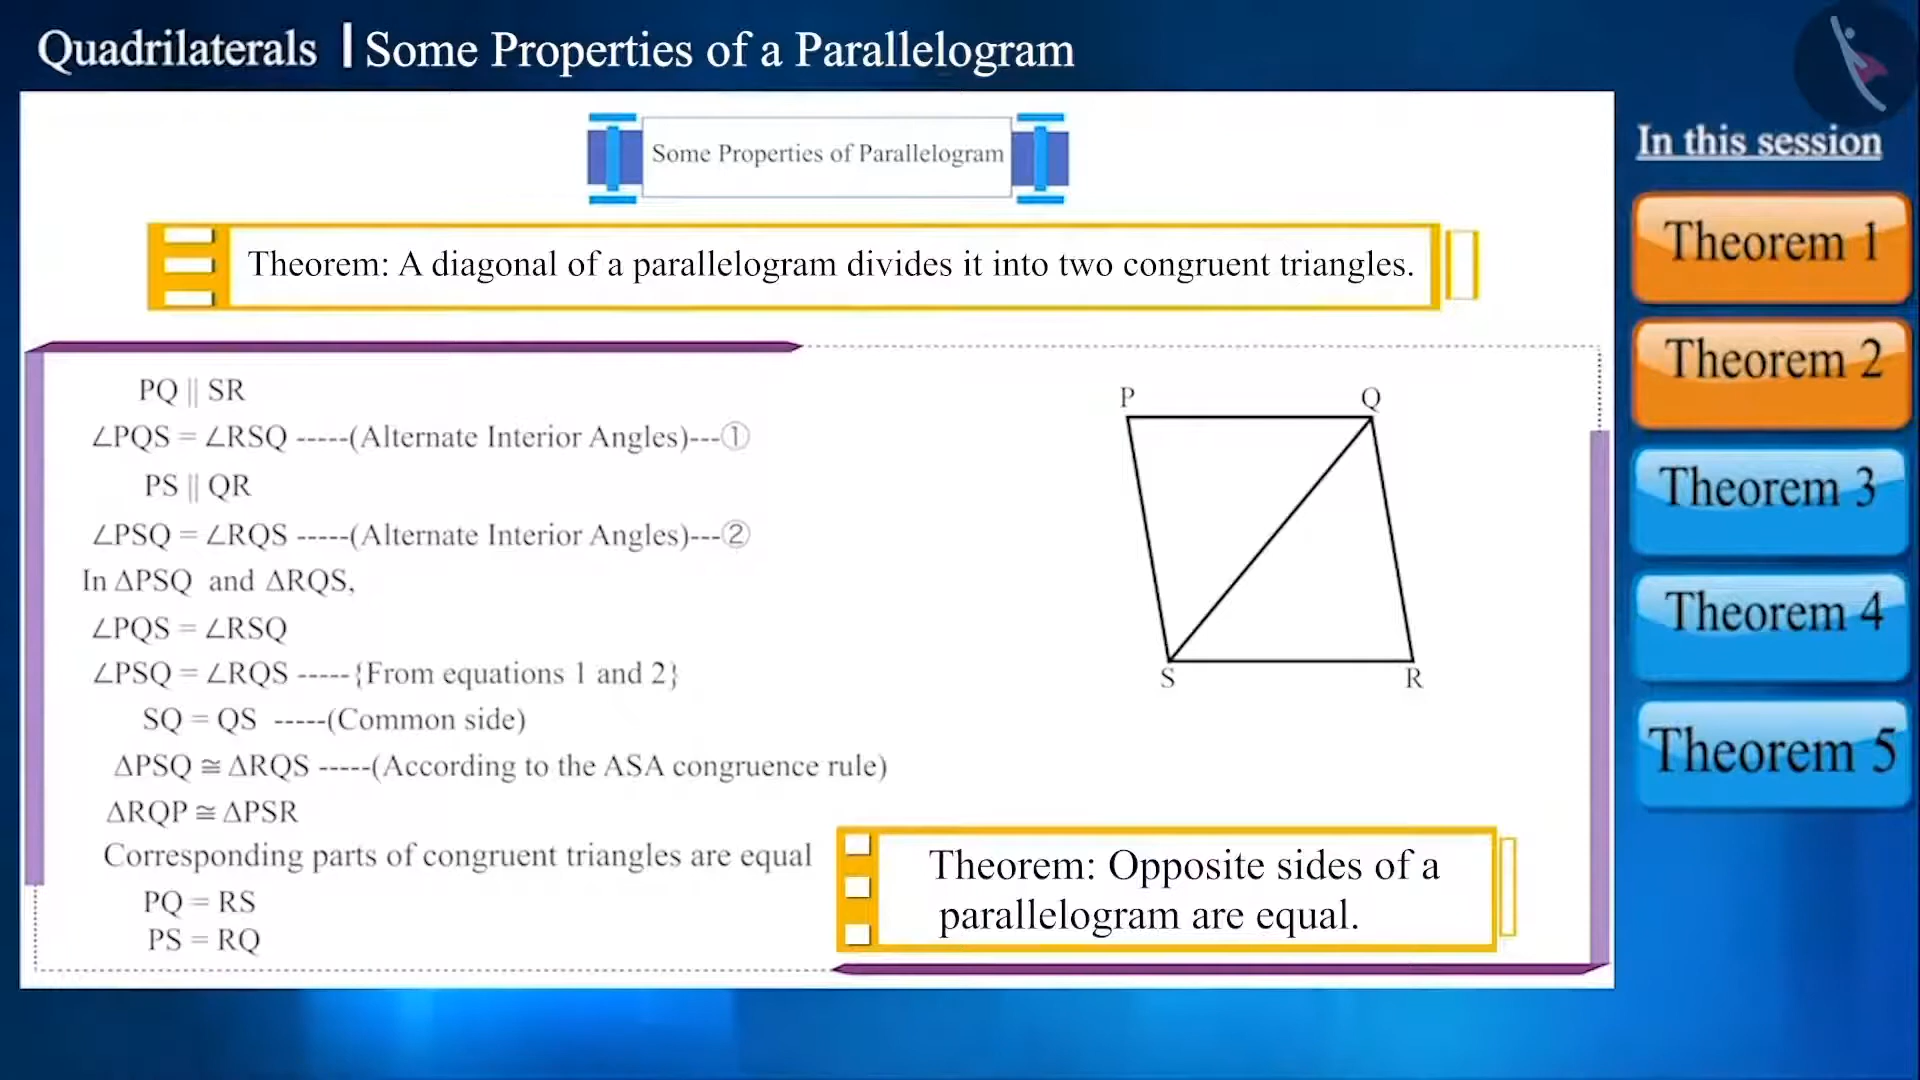 Quadrilaterals | Some Properties of a Parallelogram
In this session
Some Properties of Parallelogram
Theorem: A diagonal of a parallelogram divides it into two congruent triangles.
PQ || SR
∠PQS = ∠RSQ -----(Alternate Interior Angles)---①
PS || QR
∠PSQ = ∠RQS -----(Alternate Interior Angles)---②
In ΔPSQ and ΔRQS,
∠PQS = ∠RSQ
∠PSQ = ∠RQS -----{From equations 1 and 2}
SQ = QS -----(Common side)
ΔPSQ ≅ ΔRQS -----(According to the ASA congruence rule)
ΔRQP ≅ ΔPSR
Corresponding parts of congruent triangles are equal
PQ = RS
PS = RQ
P Q
S R
Theorem: Opposite sides of a
parallelogram are equal.
Theorem 1
Theorem 2
Theorem 3
Theorem 4
Theorem 5